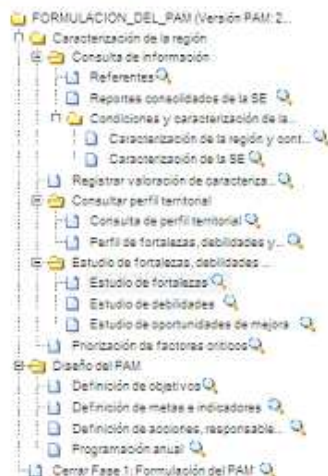 FORMULACION_DEL_PAM (Versión PAM: 2...
Caracterización de la región
Consulta de información
Referentes
Reportes consolidados de la SE
Condiciones y caracterización de la...
Caracterización de la región y cont...
Caracterización de la SE
Registrar valoración de caracteriza...
Consultar perfil territorial
Consulta de perfil territorial
Perfil de fortalezas, debilidades y...
Estudio de fortalezas, debilidades ...
Estudio de fortalezas
Estudio de debilidades
Estudio de oportunidades de mejora
Priorización de factores críticos
Diseño del PAM
Definición de objetivos
Definición de metas e indicadores
Definición de acciones, responsable...
Programación anual
Cerrar Fase 1: Formulación del PAM